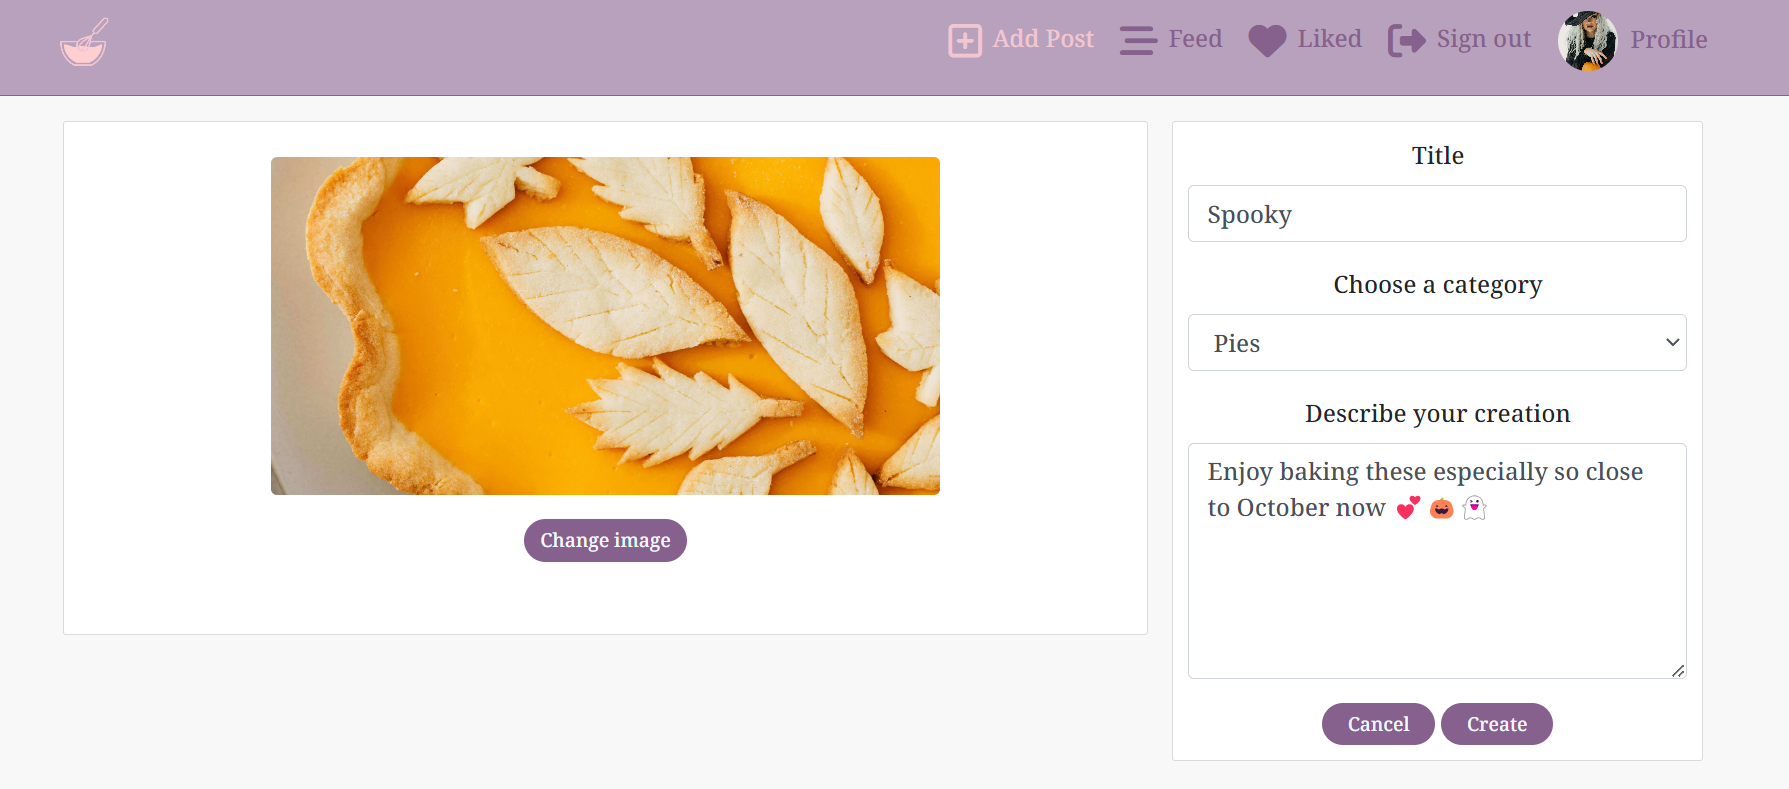 Add Post Feed Liked Sign out Profile
Title
Spooky
Choose a category
Pies
Describe your creation
Enjoy baking these especially so close
to October now 💕 🎃 👻
Change image
Cancel Create